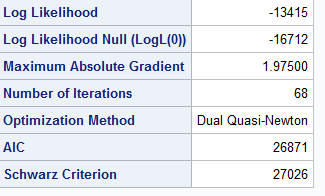 Log Likelihood -13415
Log Likelihood Null (LogL(0)) -16712
Maximum Absolute Gradient 1.97500
Number of Iterations 68
Optimization Method Dual Quasi-Newton
AIC 26871
Schwarz Criterion 27026